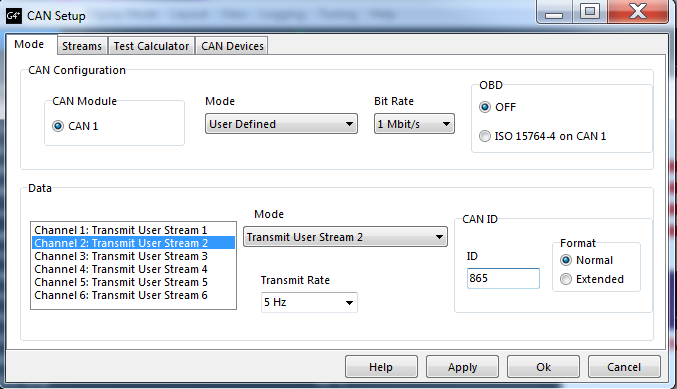 G4+ CAN Setup
Mode Streams Test Calculator CAN Devices
CAN Configuration
CAN Module
CAN 1
Mode
User Defined
Bit Rate
1 Mbit/s
OBD
OFF
ISO 15764-4 on CAN 1
Data
Channel 1: Transmit User Stream 1
Channel 2: Transmit User Stream 2
Channel 3: Transmit User Stream 3
Channel 4: Transmit User Stream 4
Channel 5: Transmit User Stream 5
Channel 6: Transmit User Stream 6
Mode
Transmit User Stream 2
Transmit Rate
5 Hz
CAN ID
ID
865
Format
Normal
Extended
Help Apply Ok Cancel